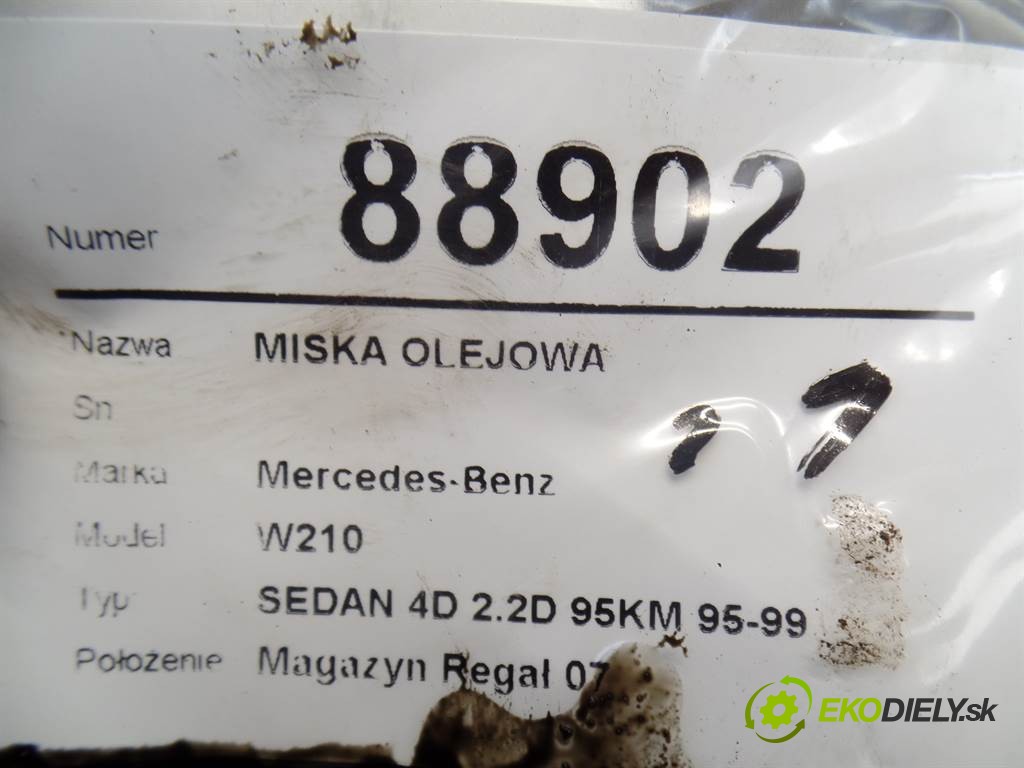 Numer 88902
Nazwa MISKA OLEJOWA
Sn
Marka Mercedes-Benz
Model W210
Typ SEDAN 4D 2.2D 95KM 95-99
Położenie Magazyn Regał 07
EKODIELY.sk